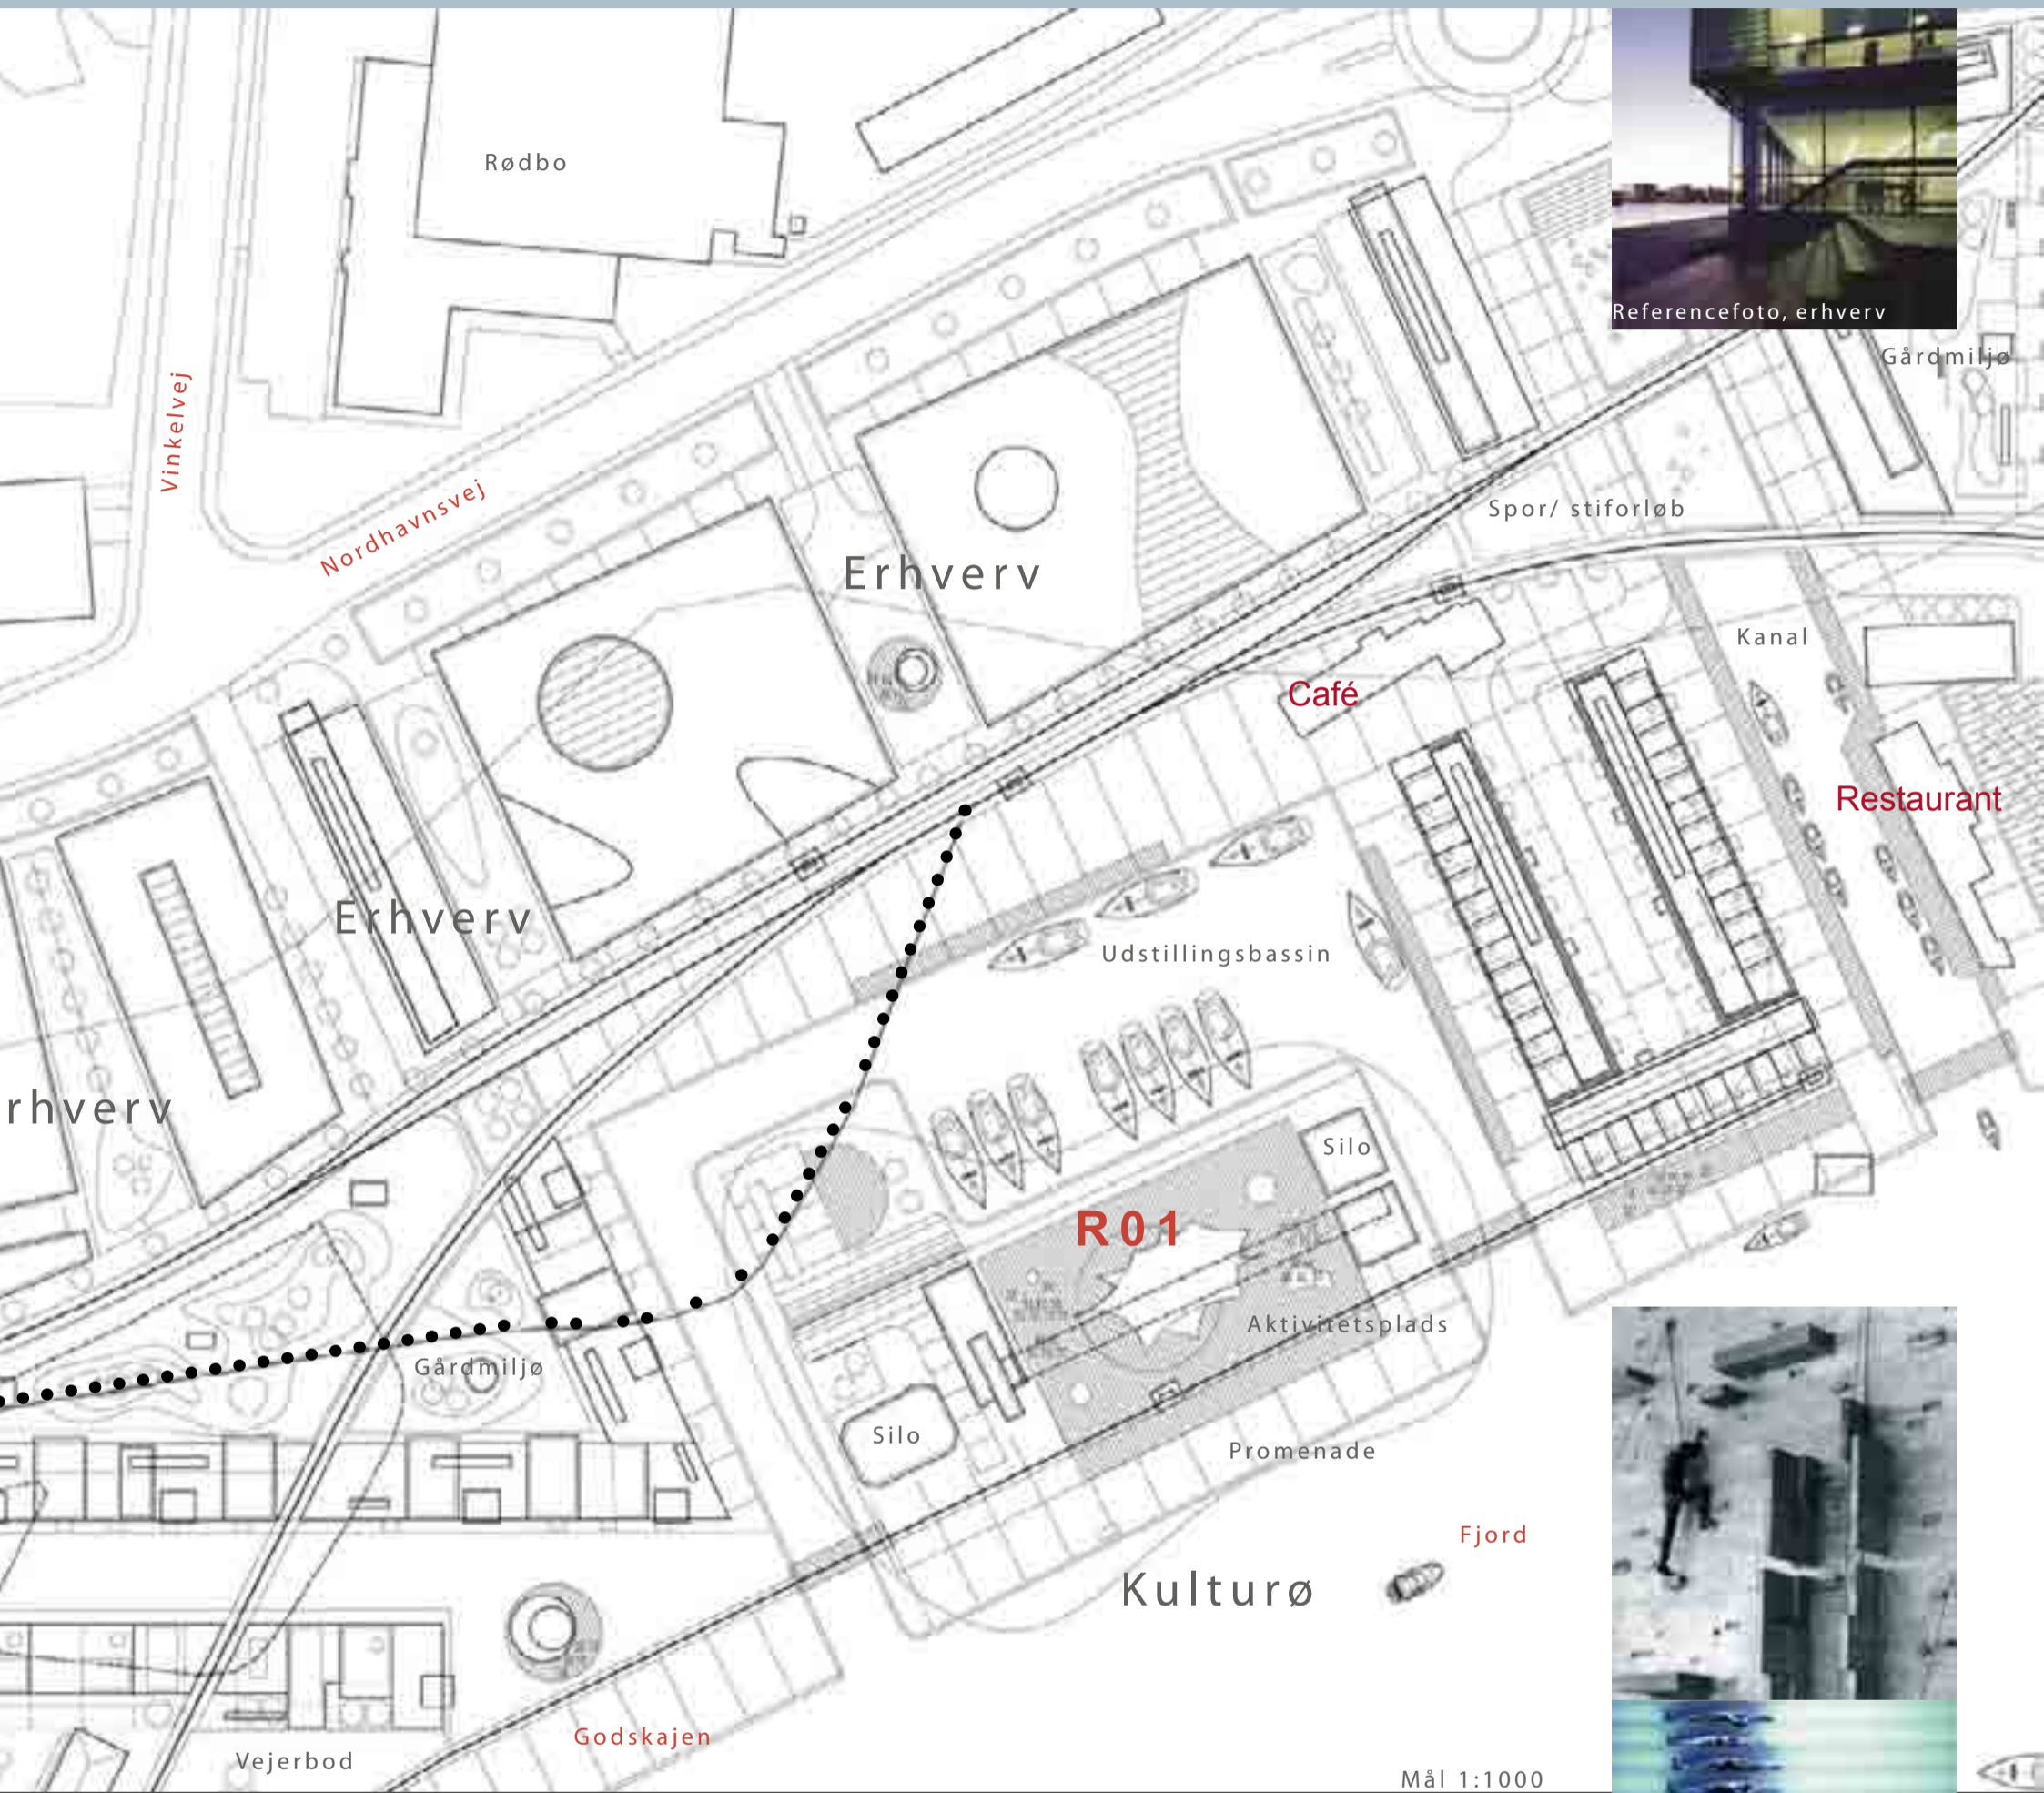 Rødbo
Referencefoto, erhverv
Gårdmiljø
Vinkelvej
Nordhavnsvej
Spor/ stiforløb
Erhverv
Kanal
Café
Restaurant
Erhverv
Udstillingsbassin
rhverv
Silo
R01
Aktivitetsplads
Gårdmiljø
Silo
Promenade
Fjord
Kulturø
Godskajen
Vejerbod
Mål 1:1000